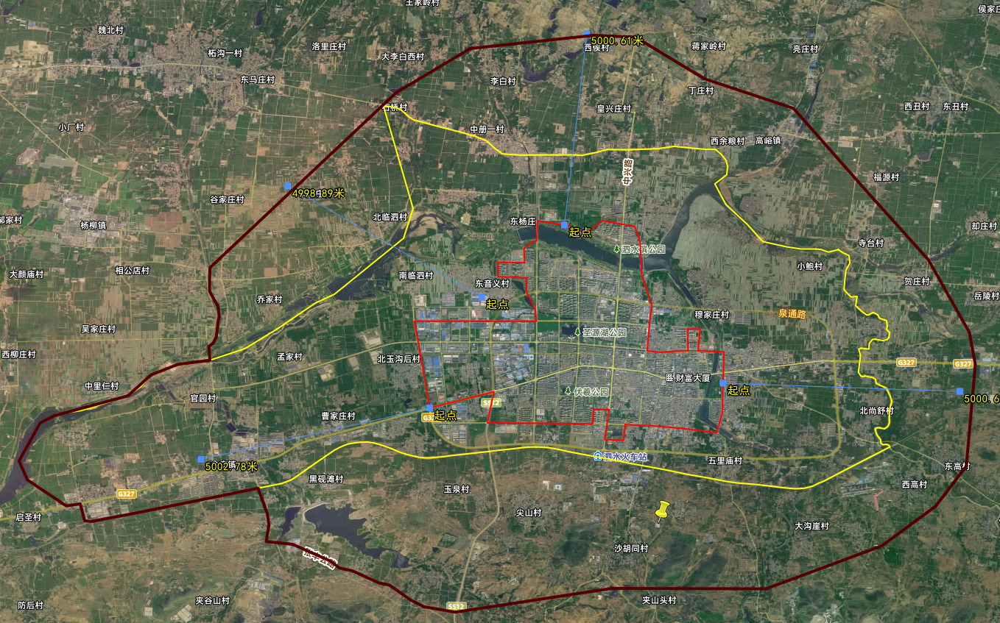 王家岭村
侯家庄
魏北村
柘沟一村
洛里庄村
大李白西村
5000.61米
西侯村
蒋家岭村
亮庄村
东马庄村
李白村
丁庄村
石桥村
皇兴庄村
西丑村
东丑村
小厂村
中册一村
西余粮村
高峪镇
中兴路
福源村
4998.89米
谷家庄村
杨柳镇
北临泗村
东杨庄
起点
却庄村
寺台村
泗水滨公园
大颜庙村
相公店村
南临泗村
东音义村
小鲍村
贺庄村
岳陵村
乔家村
起点
穆家庄村
泉通路
吴家庄村
圣源湖公园
西柳庄村
孟家村
北玉沟后村
G327
G327
中里仁村
财富大厦
起点
官园村
伏羲公园
S512
5000.6
曹家庄村
起点
北尚舒村
泗水火车站
五里庙村
5002.78米
镇
东高村
黑砚滩村
玉泉村
西高村
G327
启圣村
尖山村
大沟崖村
沙胡同村
防后村
夹谷山村
S512
夹山头村